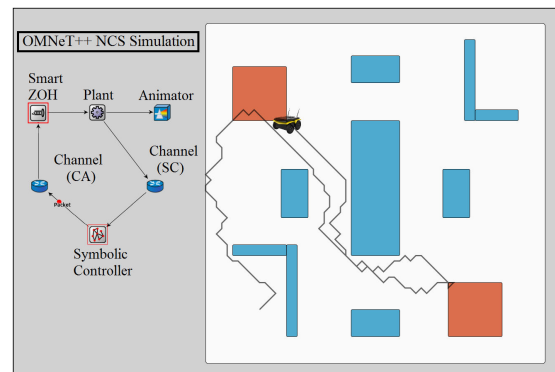 OMNeT++ NCS Simulation
Smart
ZOH
Plant
Animator
Channel
(CA)
Channel
(SC)
Packet
Symbolic
Controller